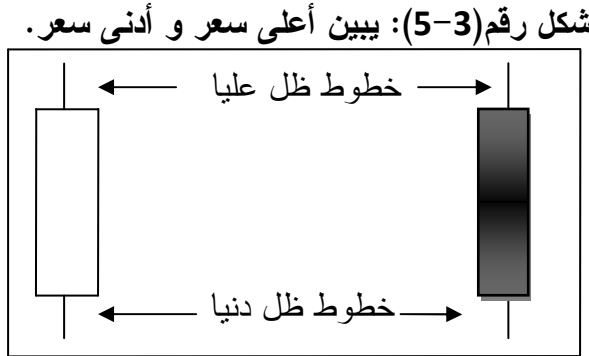 شكل رقم(3-5): يبين أعلى سعر و أدنى سعر.
خطوط ظل عليا
خطوط ظل دنيا